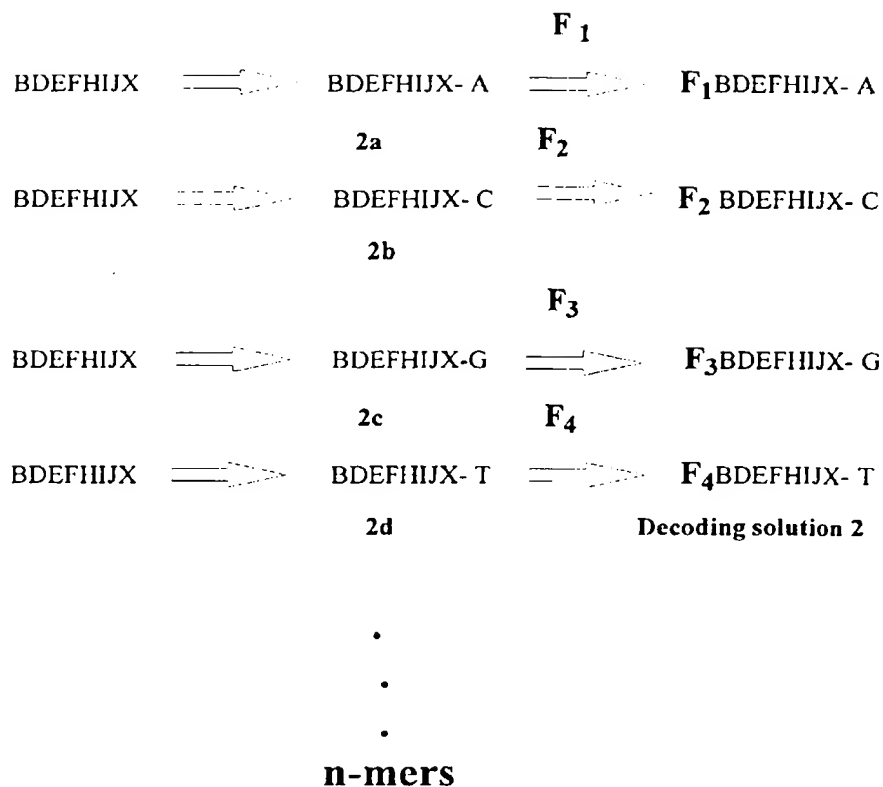 F1
BDEFHIJX BDEFHIJX- A F1BDEFHIJX- A
2a F2
BDEFHIJX BDEFHIJX- C F2 BDEFHIJX- C
2b
F3
BDEFHIJX BDEFHIJX-G F3BDEFHIJX- G
2c F4
BDEFHIJX BDEFHIJX- T F4BDEFHIJX- T
2d Decoding solution 2
n-mers